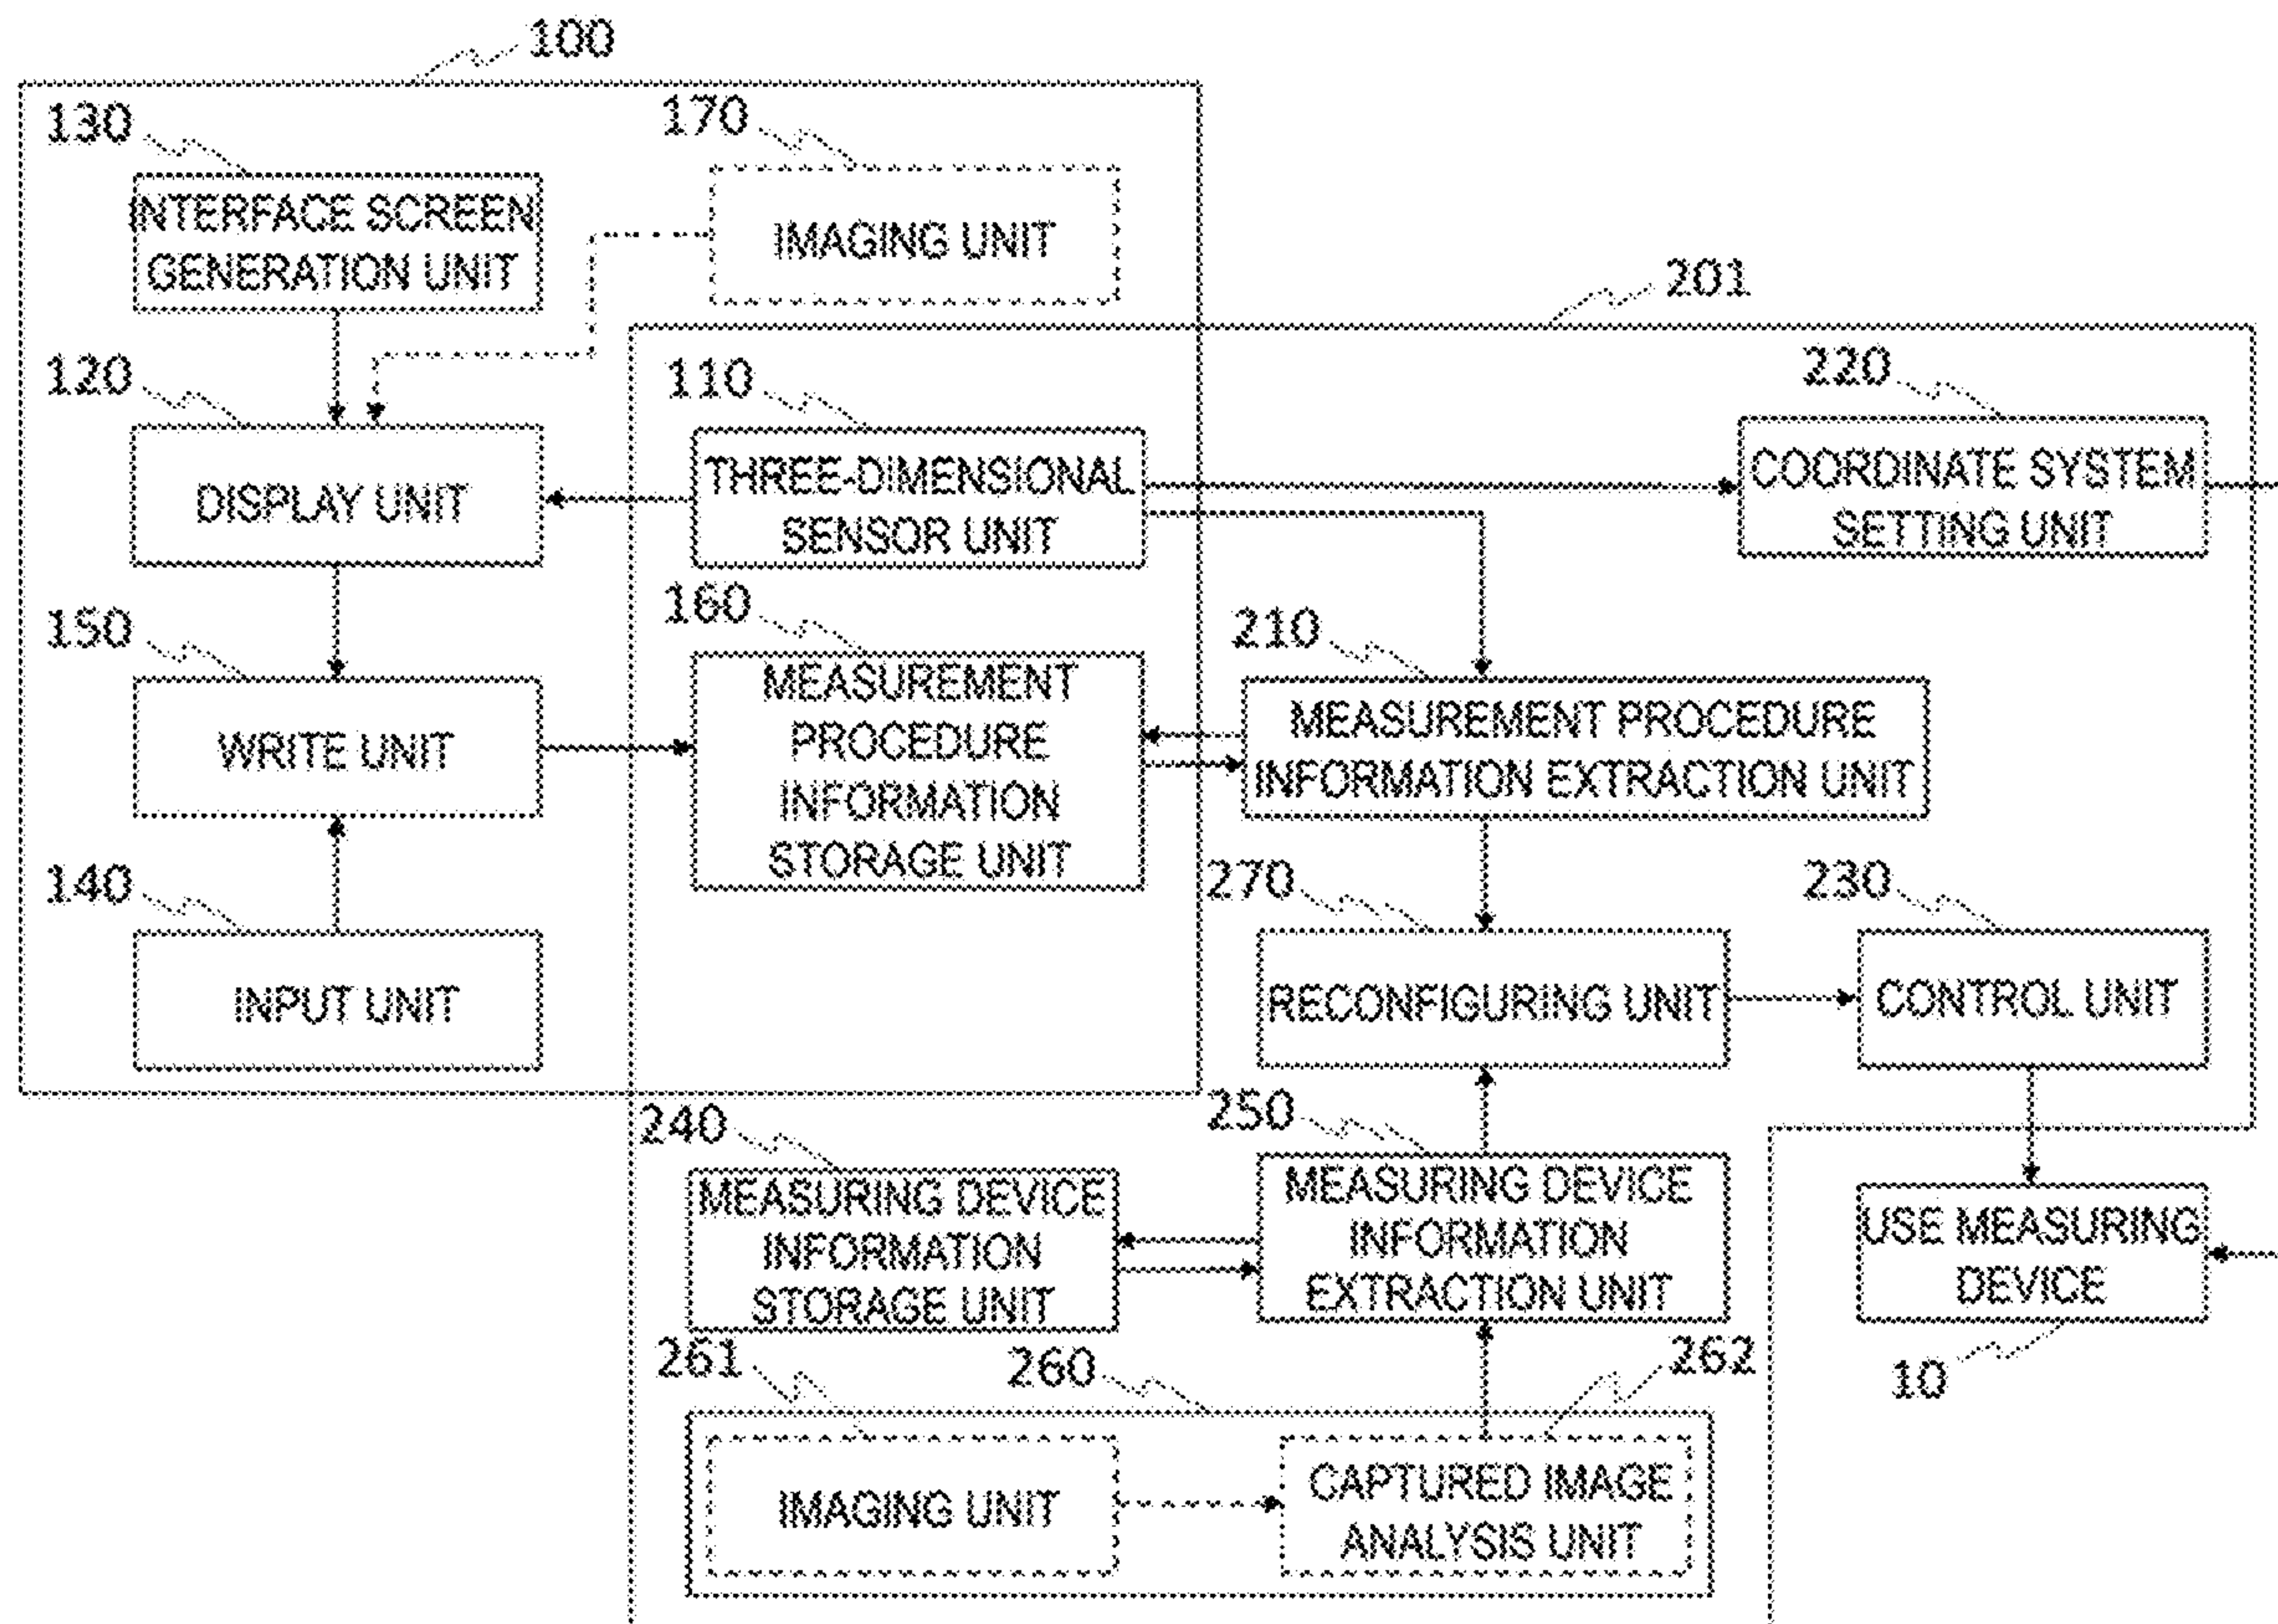 100
130
170
INTERFACE SCREEN
GENERATION UNIT
IMAGING UNIT
201
120
110
220
DISPLAY UNIT
THREE-DIMENSIONAL
SENSOR UNIT
COORDINATE SYSTEM
SETTING UNIT
150
160
210
WRITE UNIT
MEASUREMENT
PROCEDURE
INFORMATION
STORAGE UNIT
MEASUREMENT PROCEDURE
INFORMATION EXTRACTION UNIT
140
270
230
INPUT UNIT
RECONFIGURING UNIT
CONTROL UNIT
240
250
MEASURING DEVICE
INFORMATION
STORAGE UNIT
MEASURING DEVICE
INFORMATION
EXTRACTION UNIT
USE MEASURING
DEVICE
10
261
260
262
IMAGING UNIT
CAPTURED IMAGE
ANALYSIS UNIT